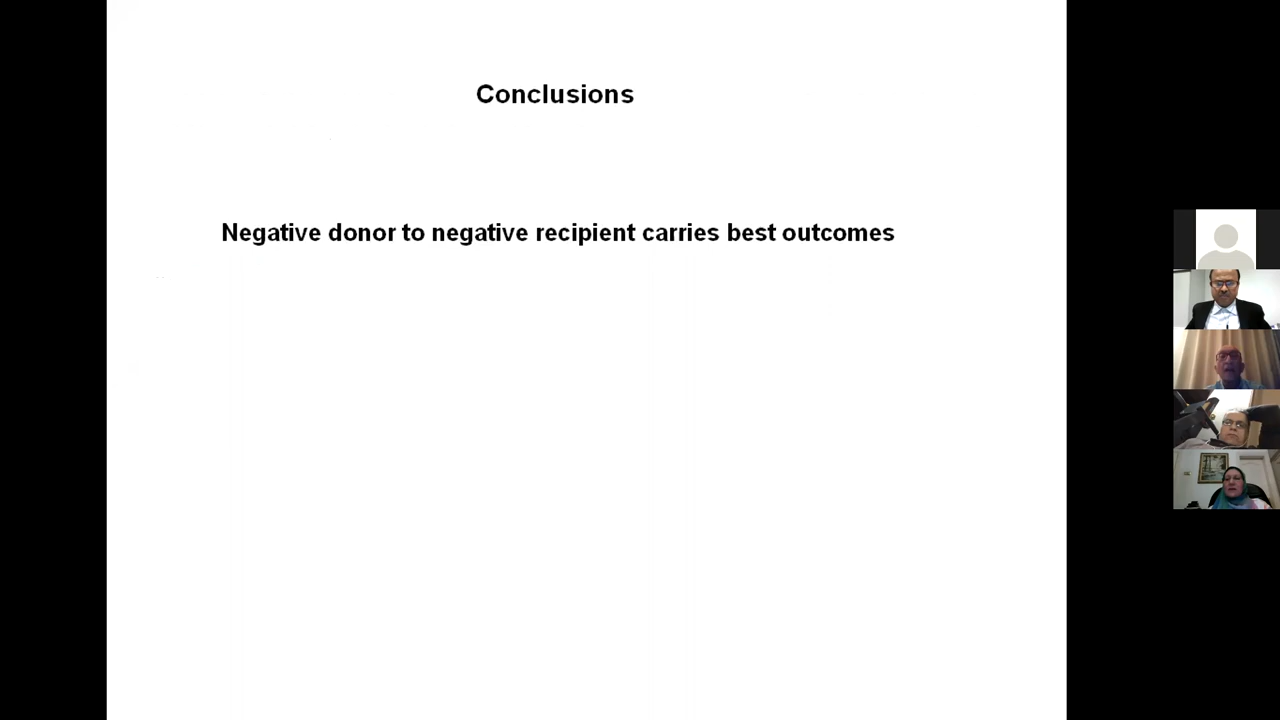 Conclusions
Negative donor to negative recipient carries best outcomes